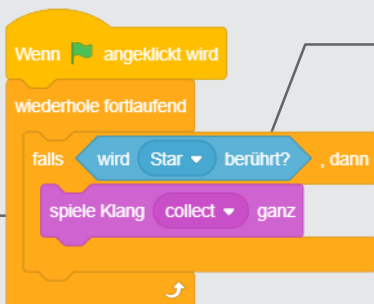 Wenn angeklickt wird
wiederhole fortlaufend
falls wird Star berührt? , dann
spiele Klang collect ganz